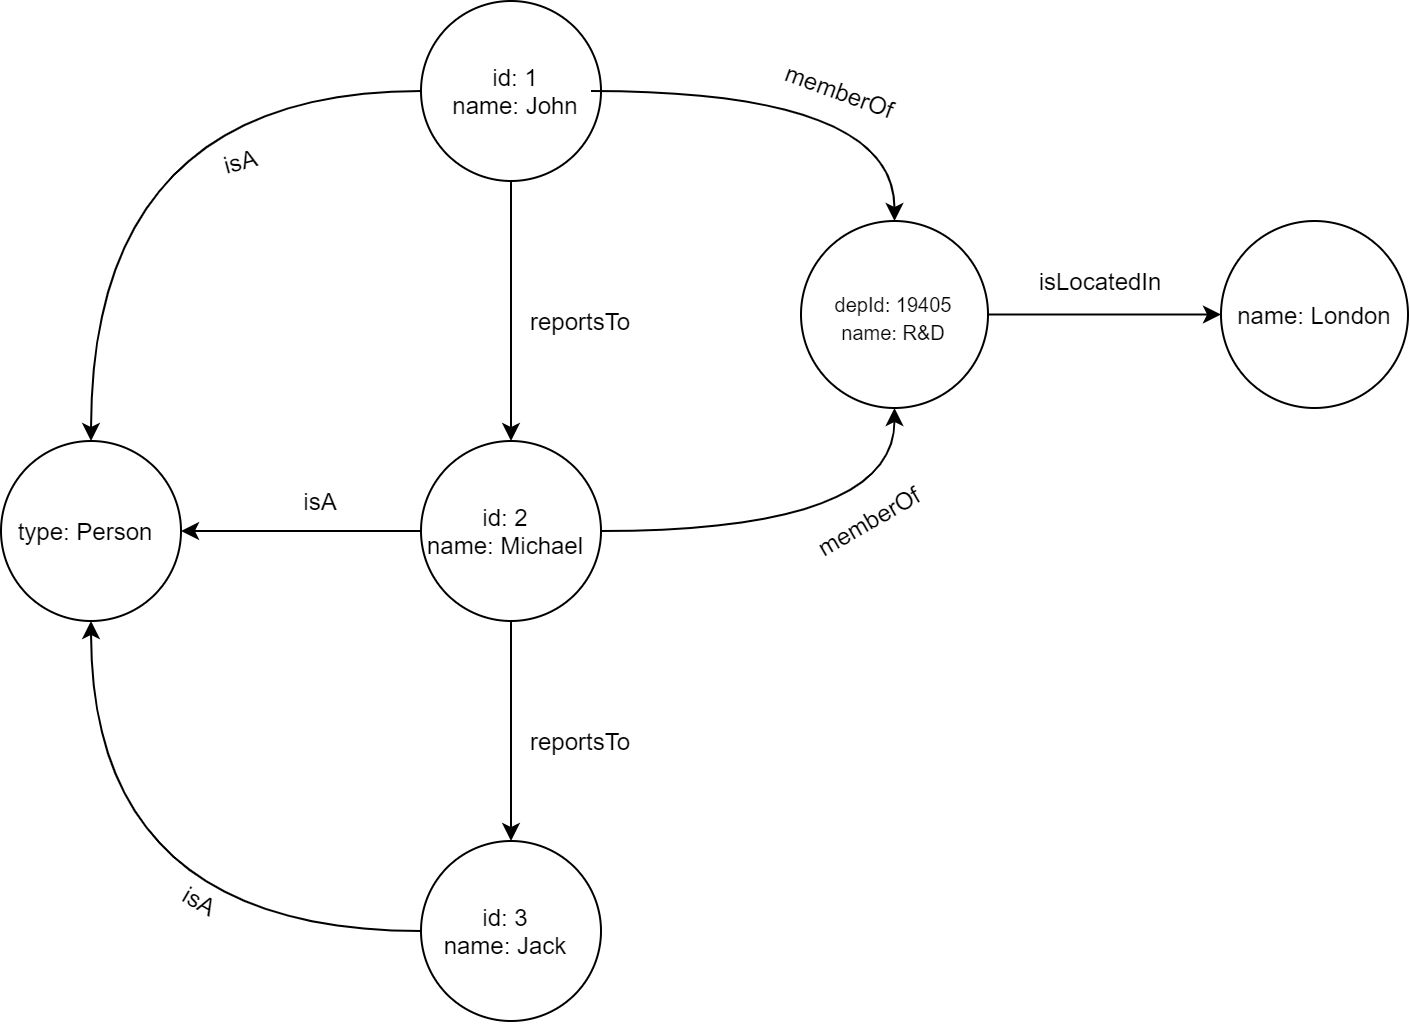 id: 1
name: John
memberOf
isA
isLocatedIn
depId: 19405
name: R&D
name: London
reportsTo
isA
memberOf
type: Person
id: 2
name: Michael
reportsTo
isA
id: 3
name: Jack